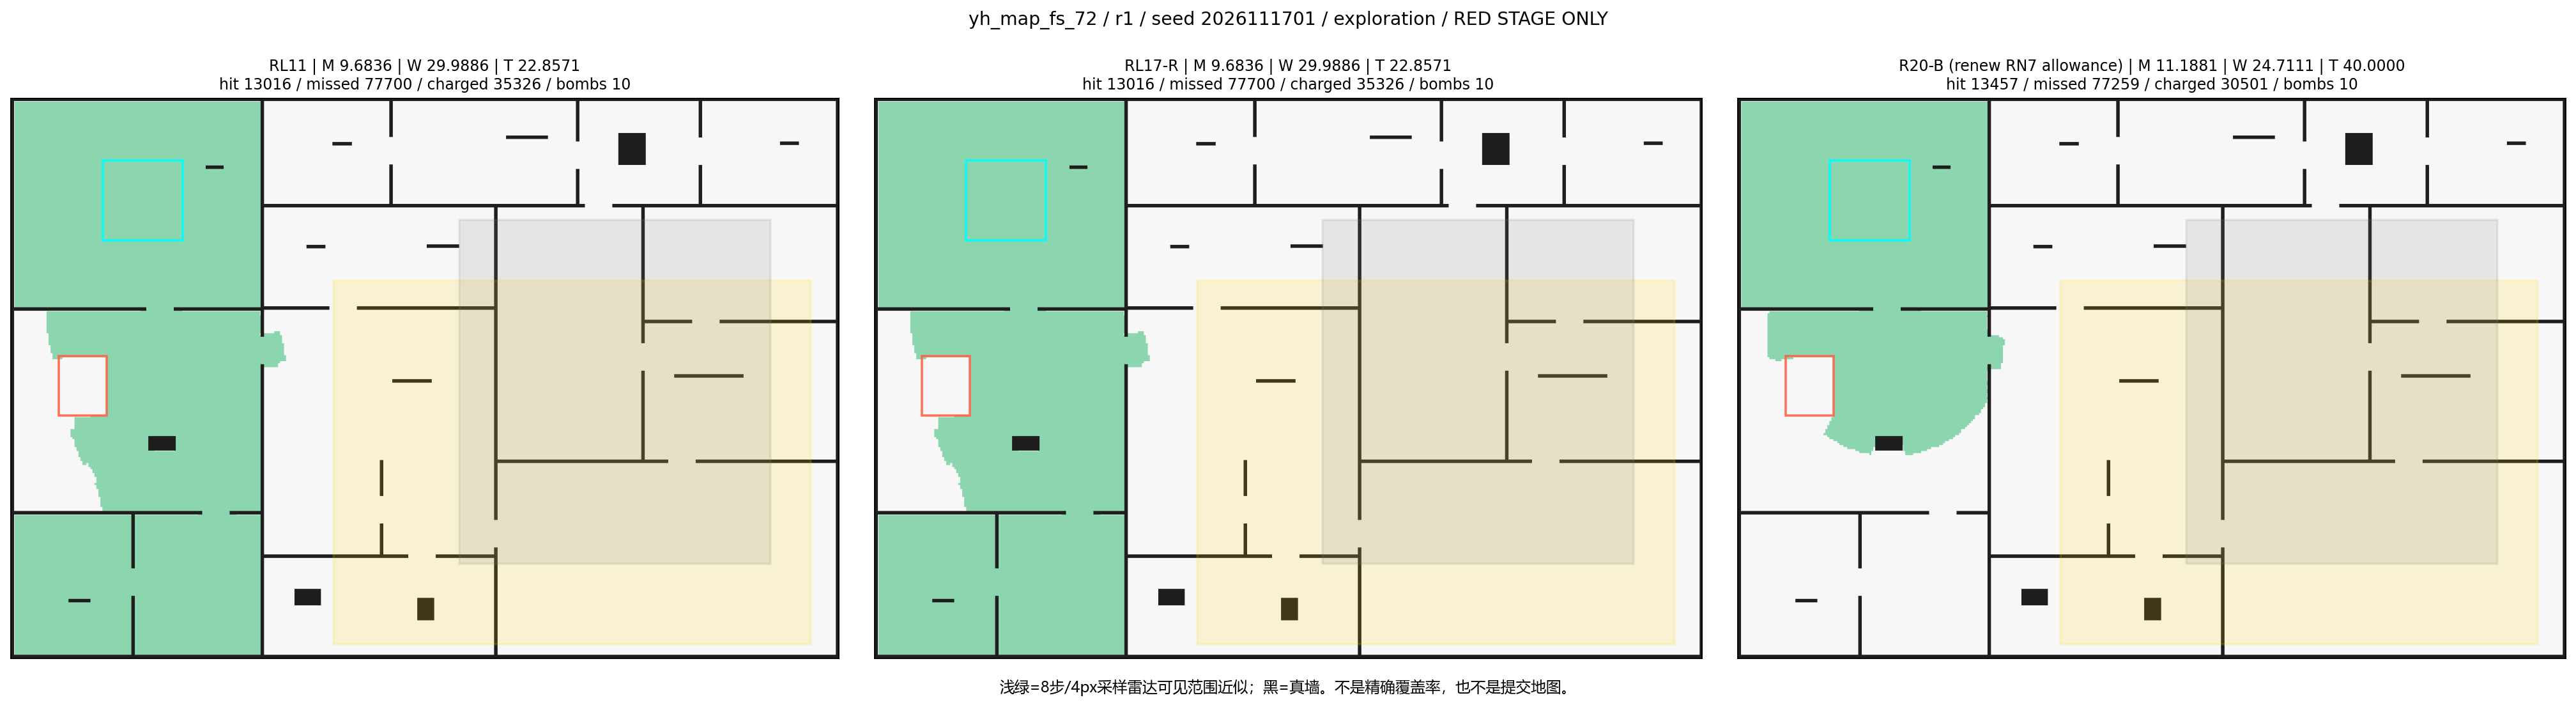 yh_map_fs_72 / r1 / seed 2026111701 / exploration / RED STAGE ONLY
RL11 | M 9.6836 | W 29.9886 | T 22.8571
hit 13016 / missed 77700 / charged 35326 / bombs 10
RL17-R | M 9.6836 | W 29.9886 | T 22.8571
hit 13016 / missed 77700 / charged 35326 / bombs 10
R20-B (renew RN7 allowance) | M 11.1881 | W 24.7111 | T 40.0000
hit 13457 / missed 77259 / charged 30501 / bombs 10
浅绿=8步/4px采样雷达可见范围近似；黑=真墙。不是精确覆盖率，也不是提交地图。